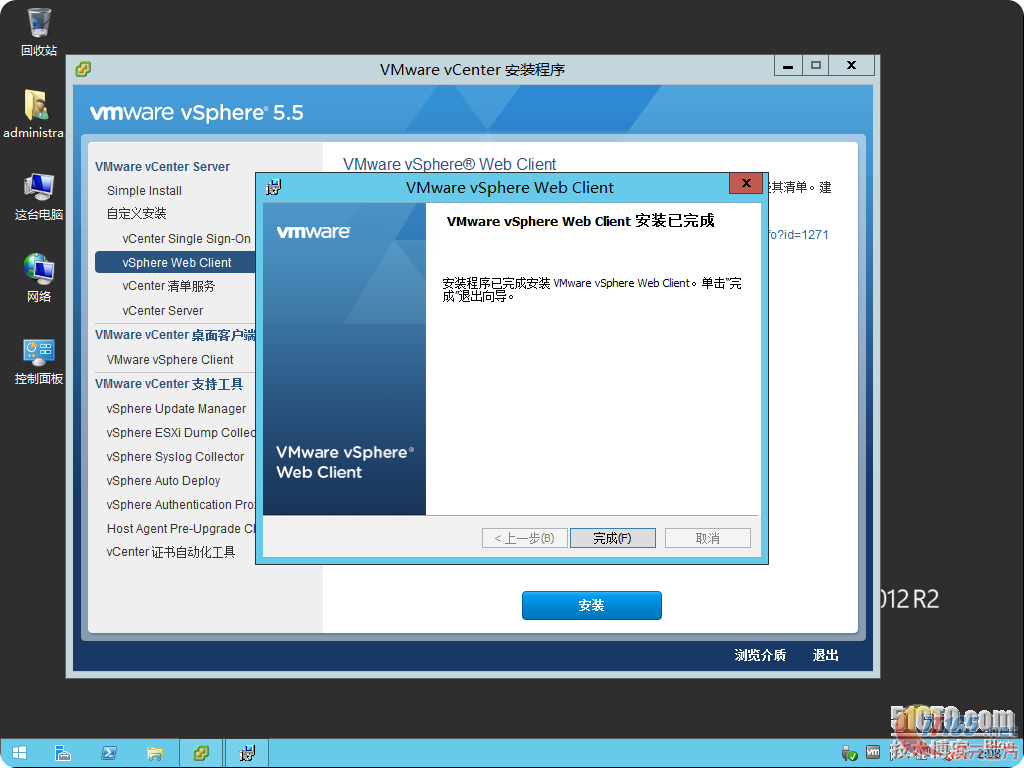 回收站
administra
这台电脑
网络
控制面板
VMware vCenter 安装程序
vmware vSphere® 5.5
VMware vCenter Server
Simple Install
自定义安装
vCenter Single Sign-On
vSphere Web Client
vCenter 清单服务
vCenter Server
VMware vCenter 桌面客户端
VMware vSphere Client
VMware vCenter 支持工具
vSphere Update Manager
vSphere ESXi Dump Collec
vSphere Syslog Collector
vSphere Auto Deploy
vSphere Authentication Pro
Host Agent Pre-Upgrade C
vCenter 证书自动化工具
VMware vSphere® Web Client
其清单。建
fo?id=1271
VMware vSphere Web Client
vmware
VMware vSphere®
Web Client
VMware vSphere Web Client 安装已完成
安装程序已完成安装 VMware vSphere Web Client。单击"完
成"退出向导。
< 上一步(B)
完成(F)
取消
安装
浏览介质
退出
012 R2
51CTO.com
技术博客 Blog
2:08